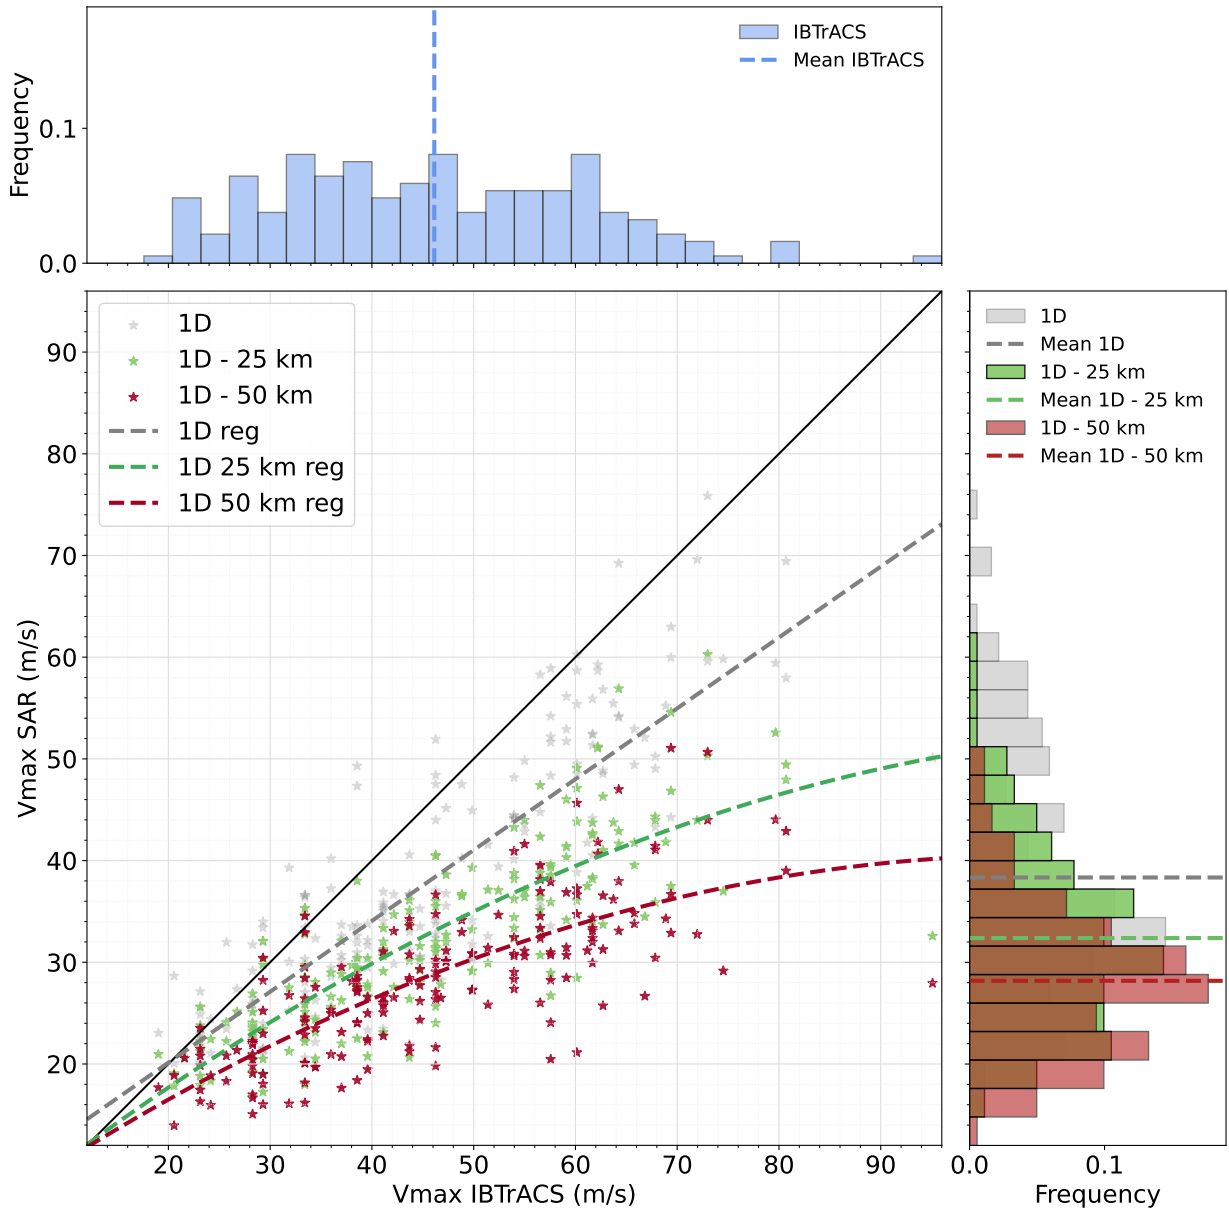 Frequency
0.1
0.0
IBTrACS
Mean IBTrACS
Vmax SAR (m/s)
90
80
70
60
50
40
30
20
1D
1D - 25 km
1D - 50 km
1D reg
1D 25 km reg
1D 50 km reg
20 30 40 50 60 70 80 90
Vmax IBTrACS (m/s)
1D
Mean 1D
1D - 25 km
Mean 1D - 25 km
1D - 50 km
Mean 1D - 50 km
0.0 0.1
Frequency